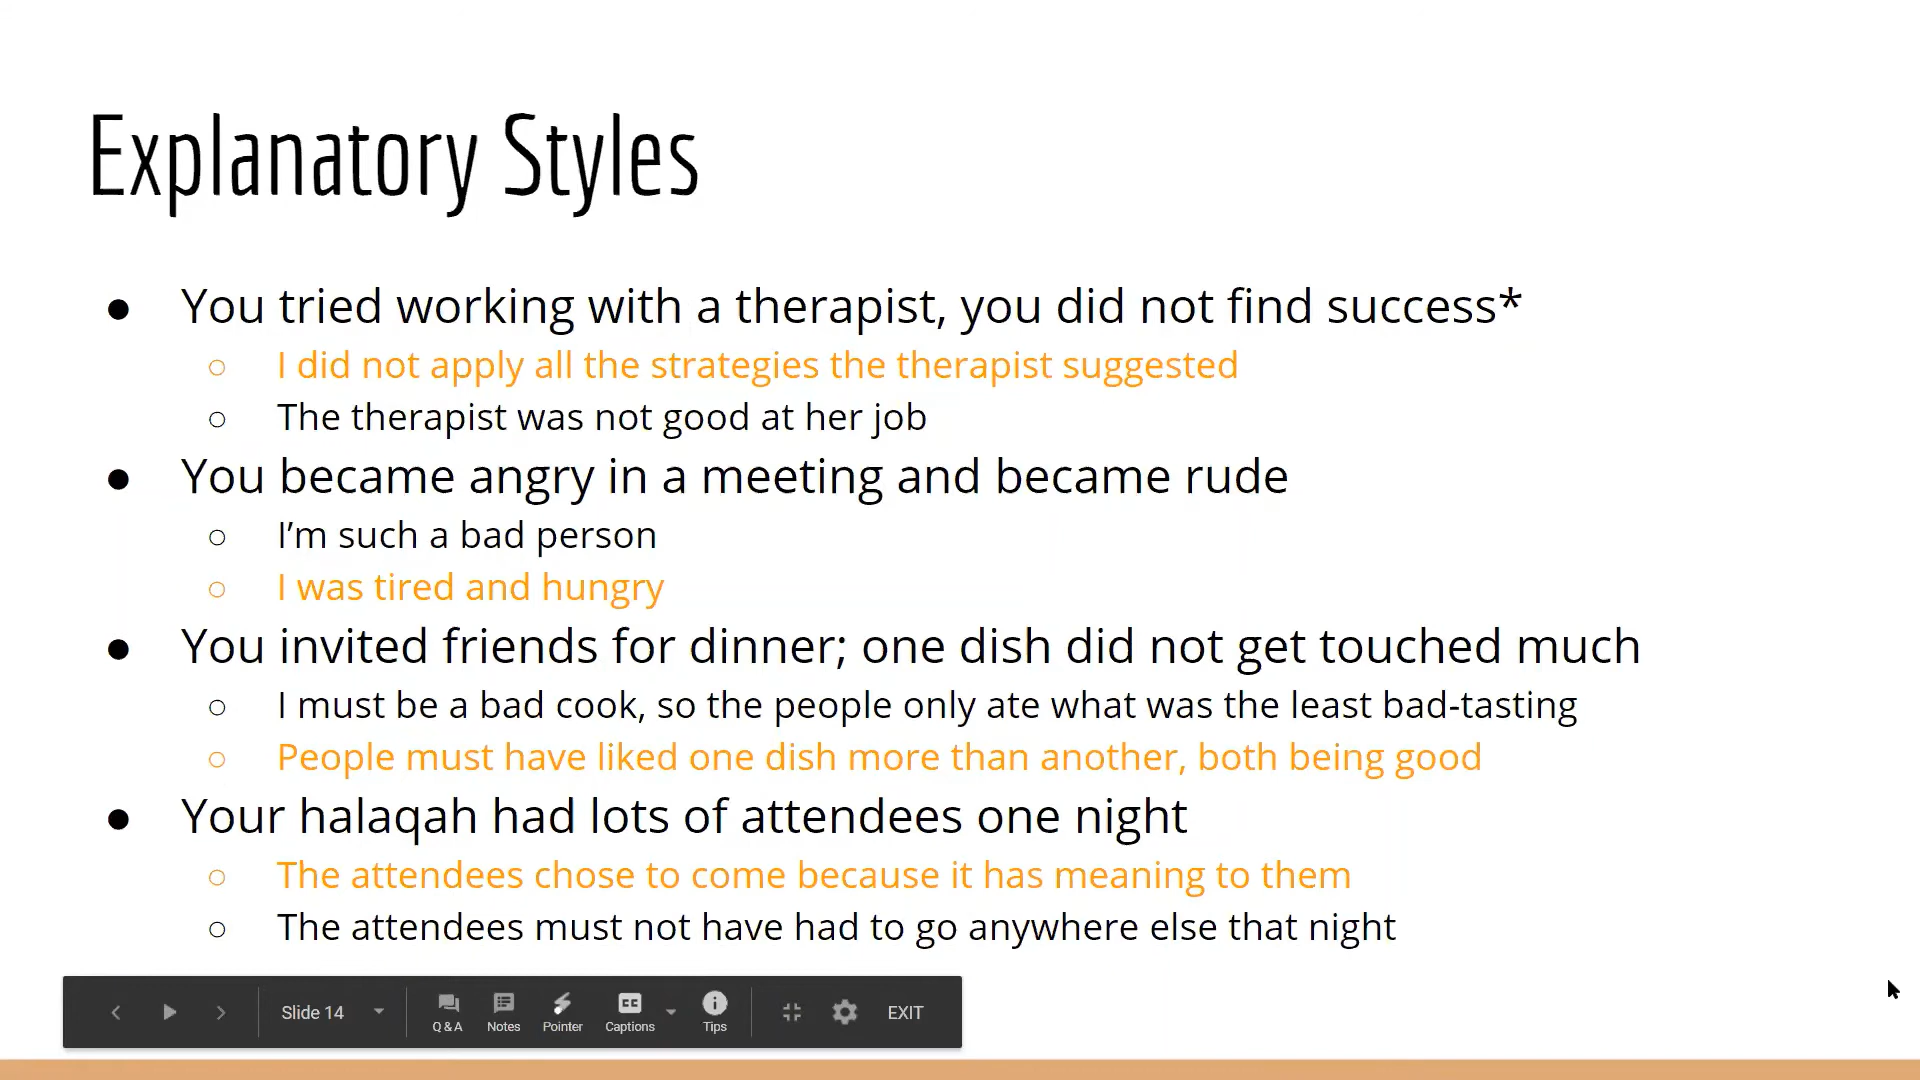 Explanatory Styles
● You tried working with a therapist, you did not find success*
○ I did not apply all the strategies the therapist suggested
○ The therapist was not good at her job
● You became angry in a meeting and became rude
○ I’m such a bad person
○ I was tired and hungry
● You invited friends for dinner; one dish did not get touched much
○ I must be a bad cook, so the people only ate what was the least bad-tasting
○ People must have liked one dish more than another, both being good
● Your halaqah had lots of attendees one night
○ The attendees chose to come because it has meaning to them
○ The attendees must not have had to go anywhere else that night
Slide 14 Q & A Notes Pointer CC Captions Tips EXIT